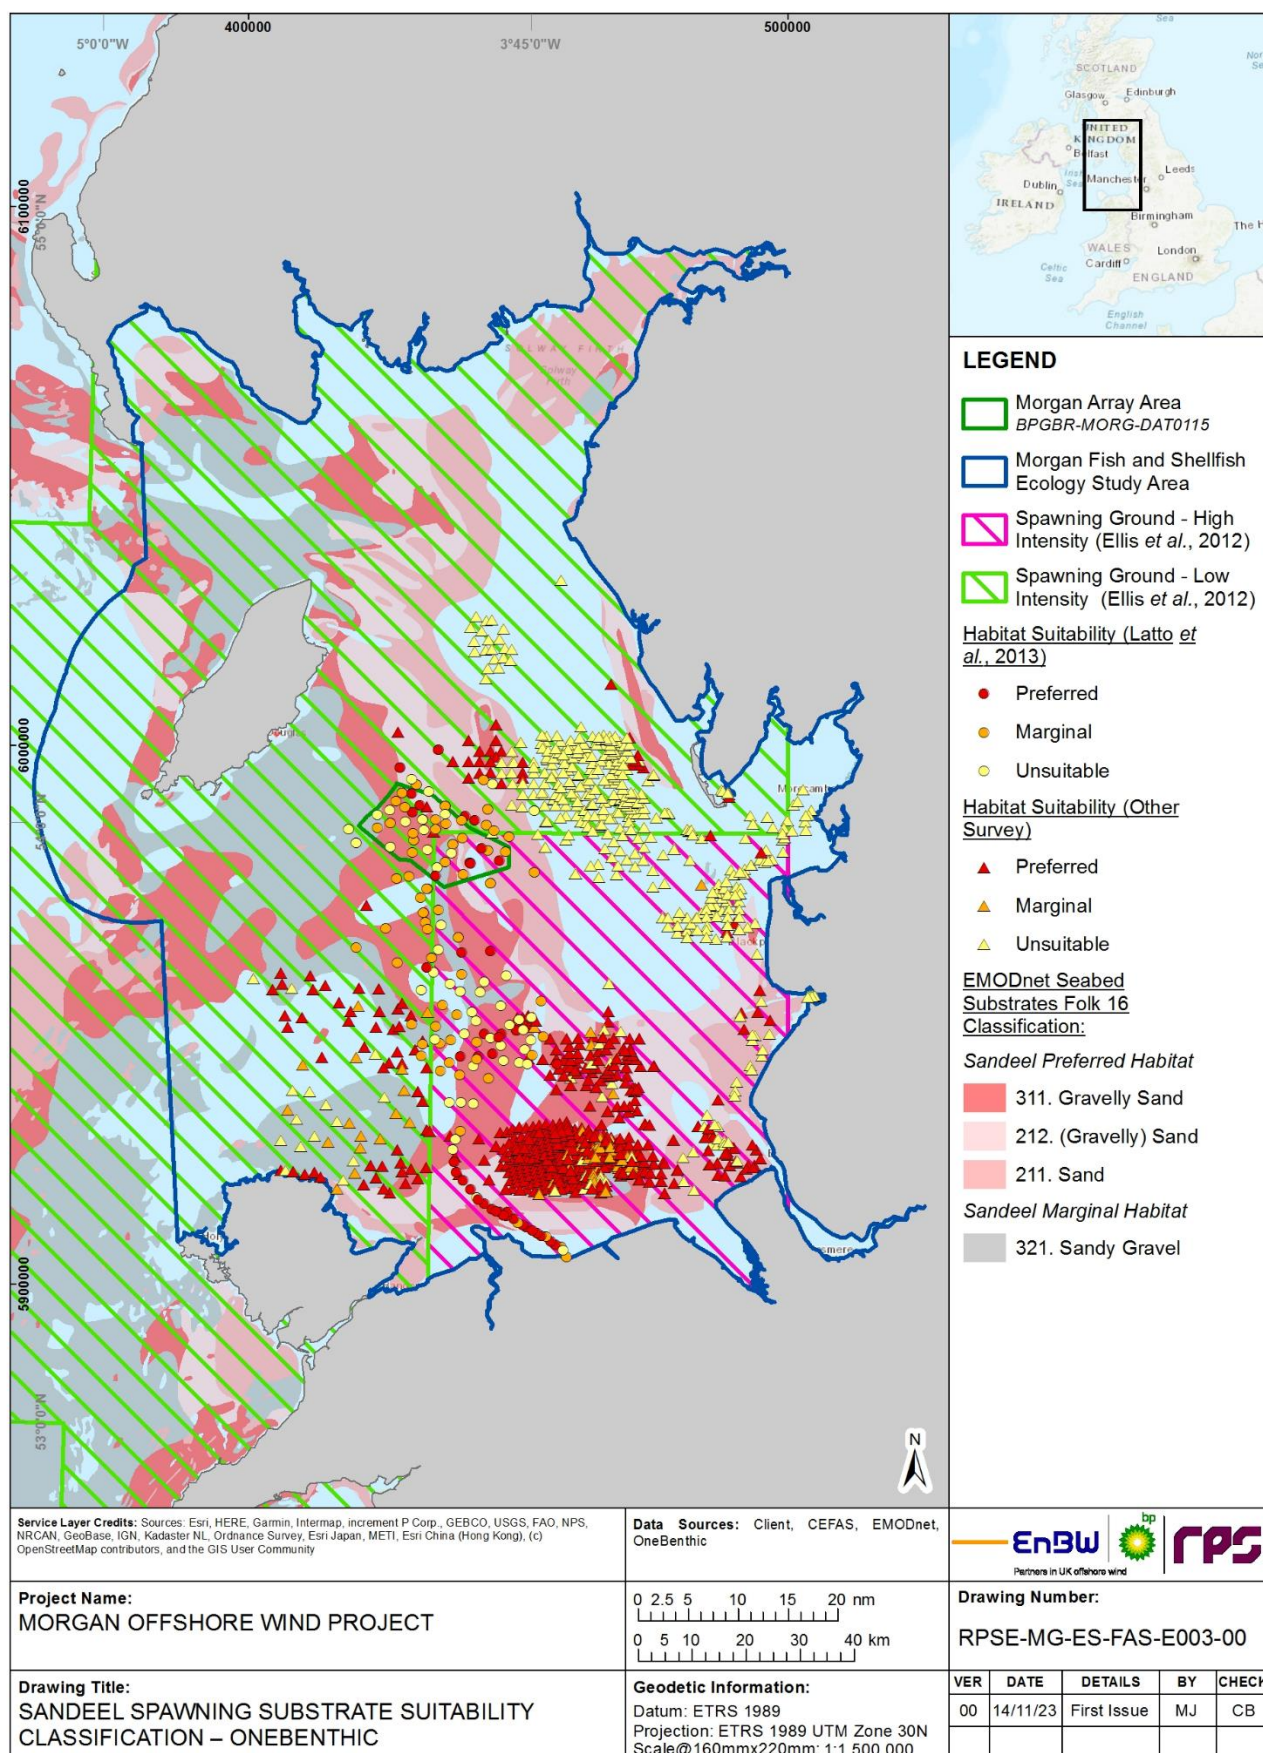 400000
500000
5°0'0"W
3°45'0"W
6100000
55°0'0"N
6000000
54°0'0"N
5900000
53°0'0"N
SOLWAY FIRTH
Solway
Firth
N
Sea
SCOTLAND
Glasgow
Edinburgh
UNITED
KINGDOM
Belfast
Dublin
Manchester
Leeds
IRELAND
Birmingham
The H
WALES
Cardiff
London
ENGLAND
Celtic
Sea
English
Channel
LEGEND
Morgan Array Area
BPGBR-MORG-DAT0115
Morgan Fish and Shellfish
Ecology Study Area
Spawning Ground - High
Intensity (Ellis et al., 2012)
Spawning Ground - Low
Intensity (Ellis et al., 2012)
Habitat Suitability (Latto et
al., 2013)
Preferred
Marginal
Unsuitable
Habitat Suitability (Other
Survey)
Preferred
Marginal
Unsuitable
EMODnet Seabed
Substrates Folk 16
Classification:
Sandeel Preferred Habitat
311. Gravelly Sand
212. (Gravelly) Sand
211. Sand
Sandeel Marginal Habitat
321. Sandy Gravel
Service Layer Credits: Sources: Esri, HERE, Garmin, Intermap, increment P Corp., GEBCO, USGS, FAO, NPS,
NRCAN, GeoBase, IGN, Kadaster NL, Ordnance Survey, Esri Japan, METI, Esri China (Hong Kong), (c)
OpenStreetMap contributors, and the GIS User Community
Data Sources: Client, CEFAS, EMODnet,
OneBenthic
EnBW
bp
rps
Partners in UK offshore wind
Project Name:
MORGAN OFFSHORE WIND PROJECT
0 2.5 5 10 15 20 nm
0 5 10 20 30 40 km
Drawing Number:
RPSE-MG-ES-FAS-E003-00
Drawing Title:
SANDEEL SPAWNING SUBSTRATE SUITABILITY
CLASSIFICATION – ONEBENTHIC
Geodetic Information:
Datum: ETRS 1989
Projection: ETRS 1989 UTM Zone 30N
Scale@160mmx220mm: 1:1,500,000
VER DATE DETAILS BY CHECK
00 14/11/23 First Issue MJ CB